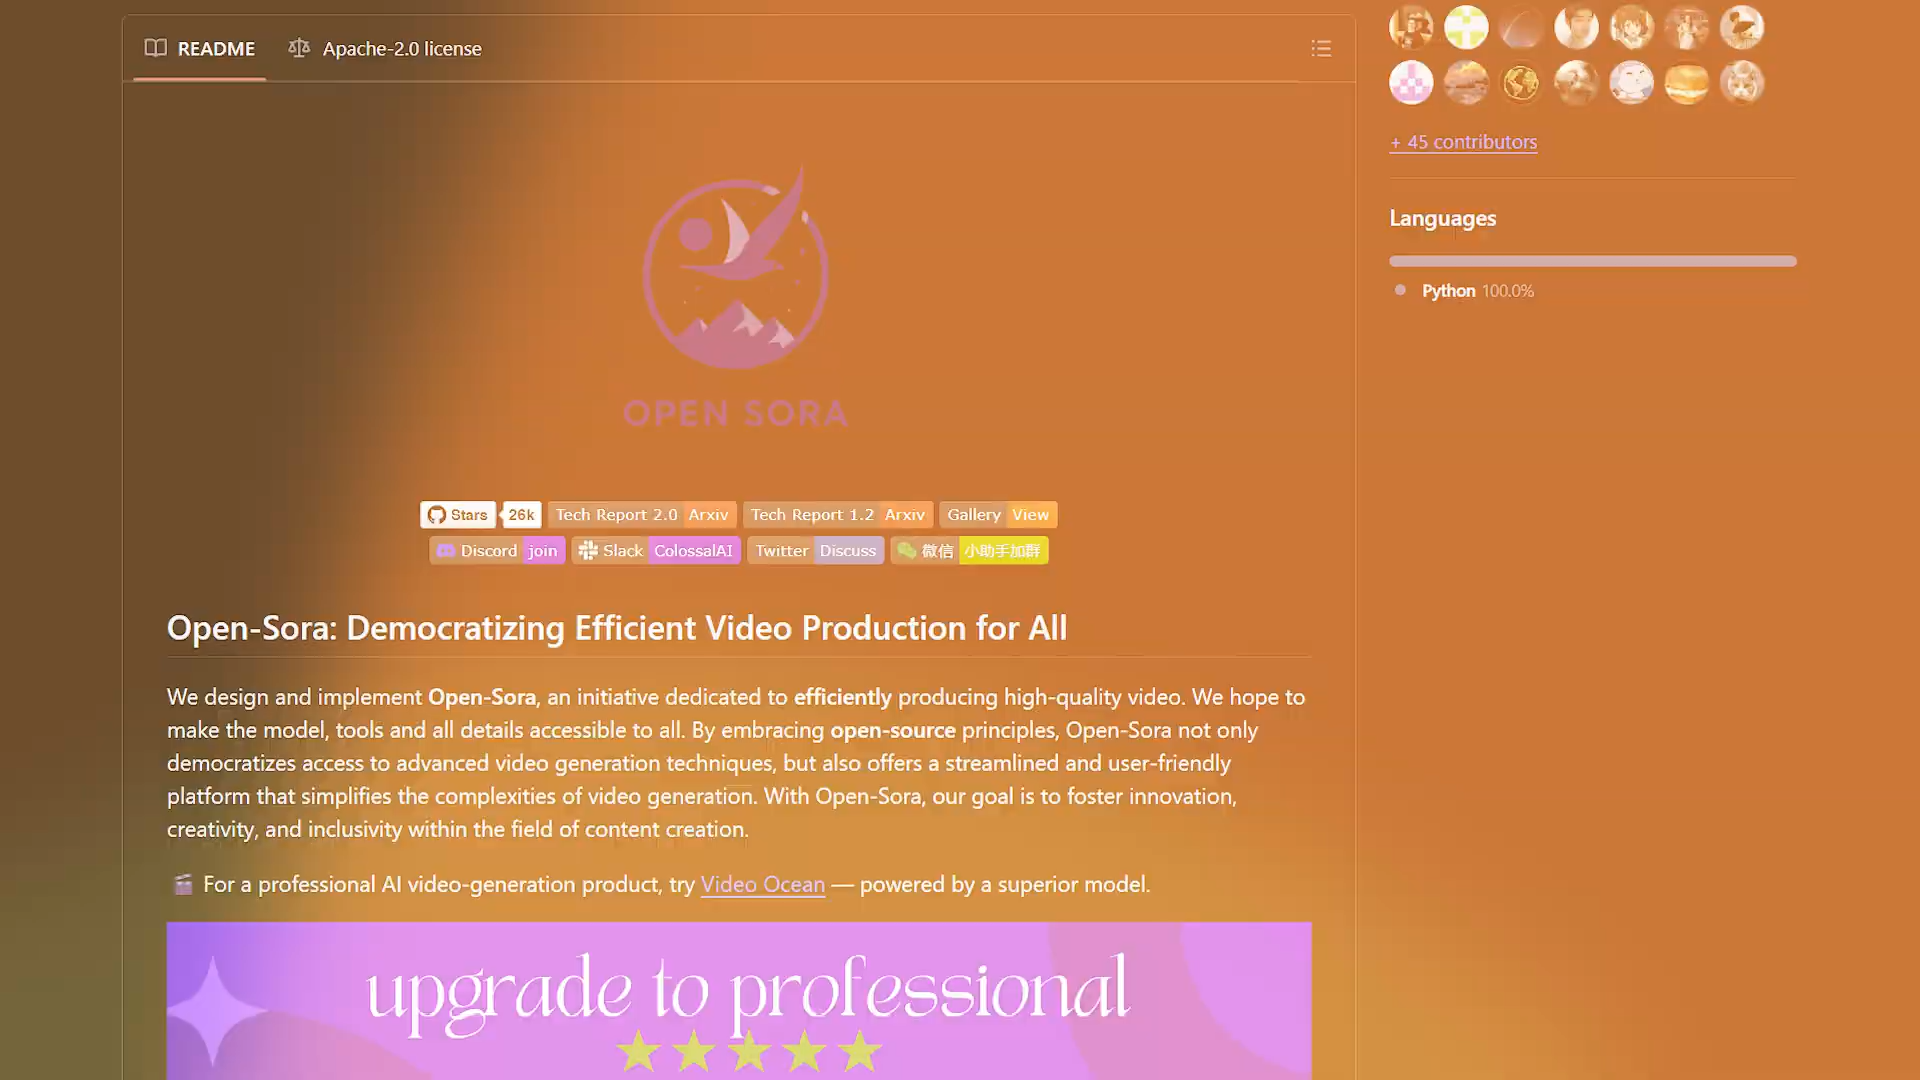 README
Apache-2.0 license
+ 45 contributors
Languages
Python 100.0%
OPEN SORA
Stars 26k Tech Report 2.0 Arxiv Tech Report 1.2 Arxiv Gallery View
Discord join Slack ColossalAI Twitter Discuss 微信 小助手加群
Open-Sora: Democratizing Efficient Video Production for All
We design and implement Open-Sora, an initiative dedicated to efficiently producing high-quality video. We hope to
make the model, tools and all details accessible to all. By embracing open-source principles, Open-Sora not only
democratizes access to advanced video generation techniques, but also offers a streamlined and user-friendly
platform that simplifies the complexities of video generation. With Open-Sora, our goal is to foster innovation,
creativity, and inclusivity within the field of content creation.
For a professional AI video-generation product, try Video Ocean — powered by a superior model.
upgrade to professional